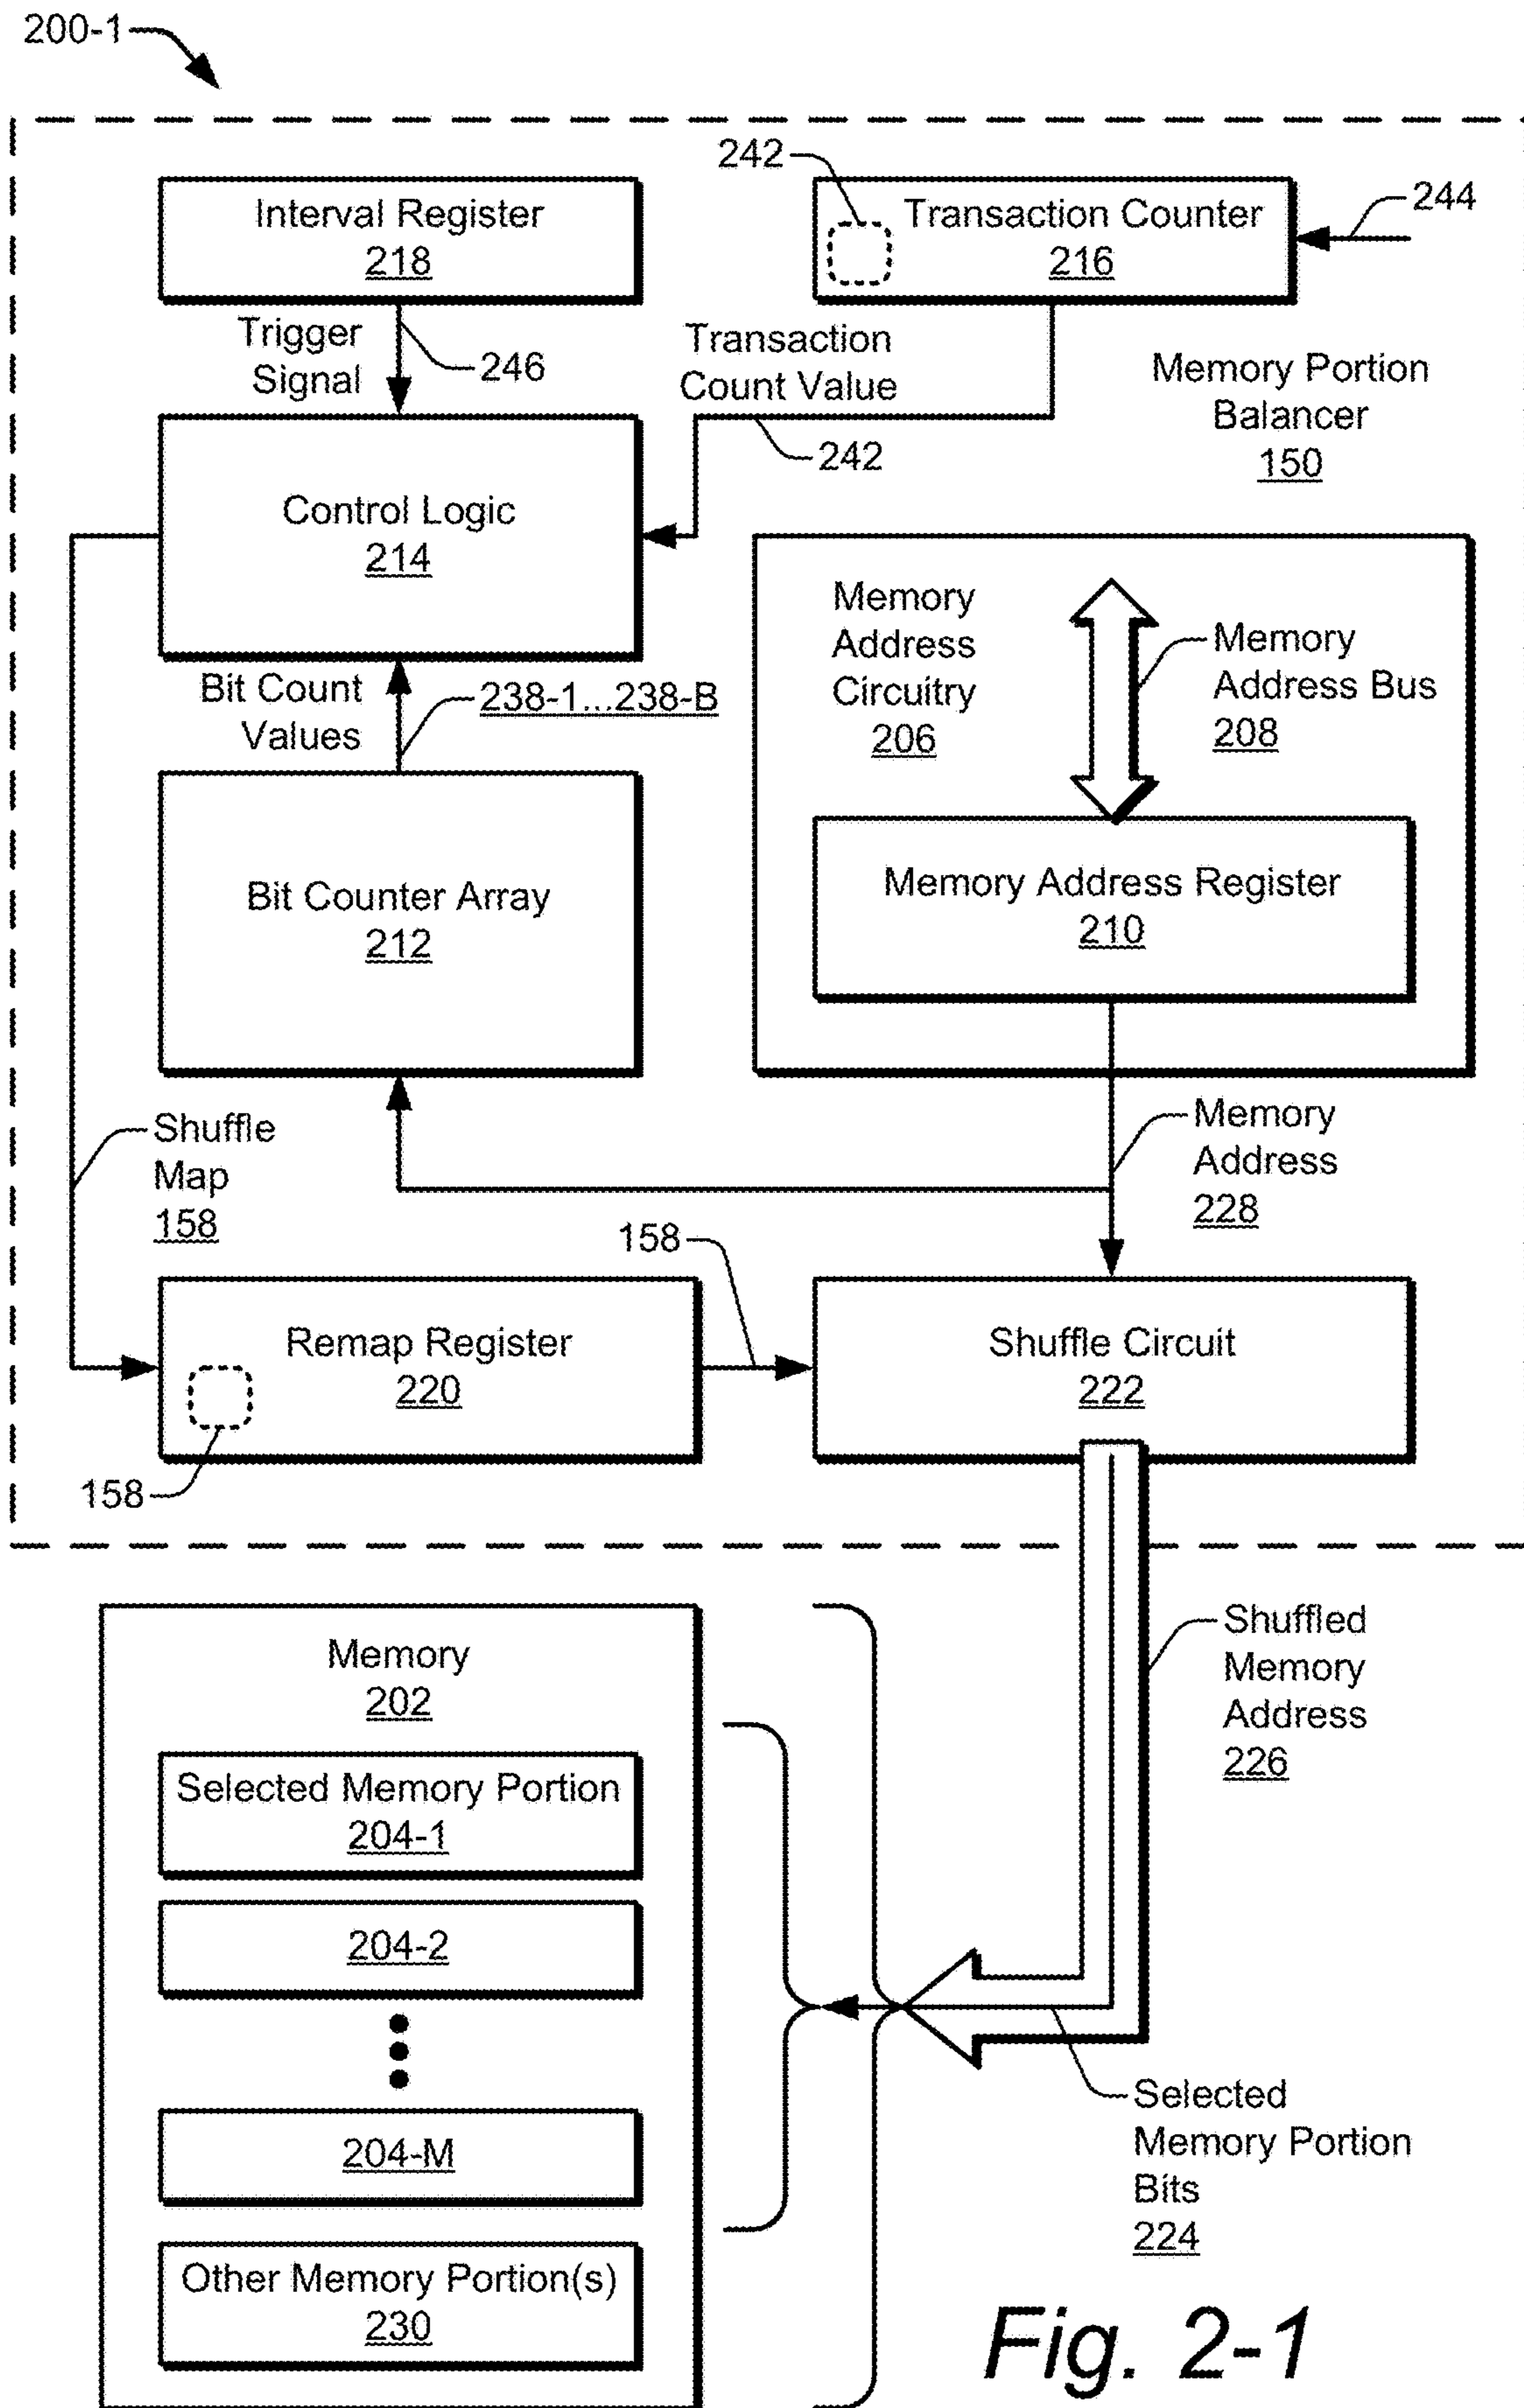 200-1
242
Interval Register
218
Transaction Counter
216
244
Trigger
Signal
246
Transaction
Count Value
242
Memory Portion
Balancer
150
Control Logic
214
Memory
Address
Circuitry
206
Memory
Address Bus
208
Bit Count
Values
238-1...238-B
Bit Counter Array
212
Memory Address Register
210
Shuffle
Map
158
Memory
Address
228
158
Remap Register
220
158
Shuffle Circuit
222
Memory
202
Shuffled
Memory
Address
226
Selected Memory Portion
204-1
204-2
204-M
Selected
Memory Portion
Bits
224
Other Memory Portion(s)
230
Fig. 2-1